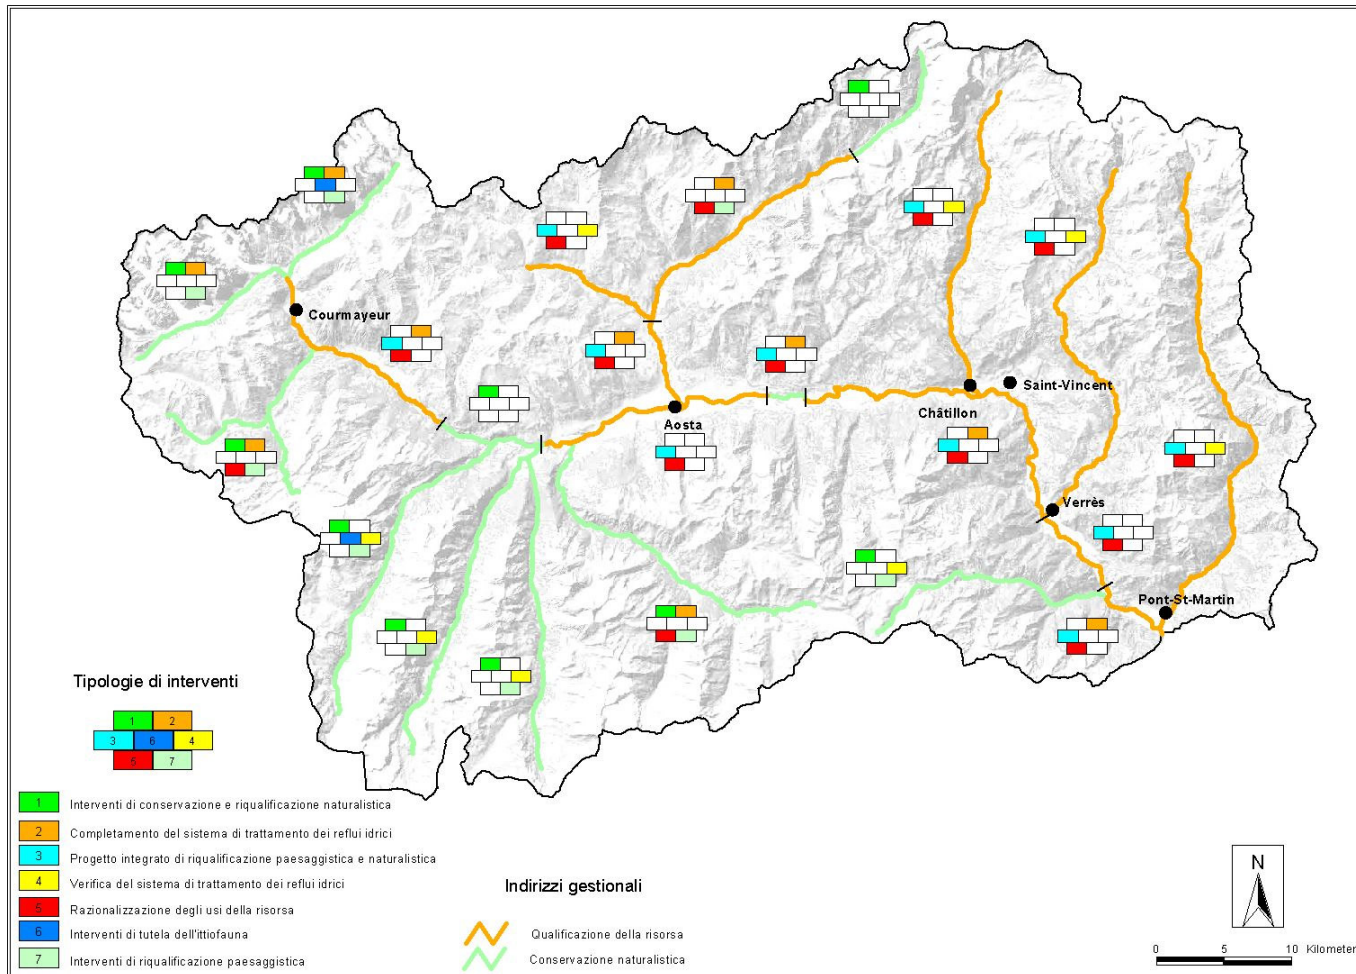 Courmayeur
Saint-Vincent
Châtillon
Aosta
Verrès
Pont-St-Martin
Tipologie di interventi
1 2
3 6 4
5 7
1 Interventi di conservazione e riqualificazione naturalistica
2 Completamento del sistema di trattamento dei reflui idrici
3 Progetto integrato di riqualificazione paesaggistica e naturalistica
4 Verifica del sistema di trattamento dei reflui idrici
5 Razionalizzazione degli usi della risorsa
6 Interventi di tutela dell'ittiofauna
7 Interventi di riqualificazione paesaggistica
Indirizzi gestionali
Qualificazione della risorsa
Conservazione naturalistica
N
0 5 10 Kilometer